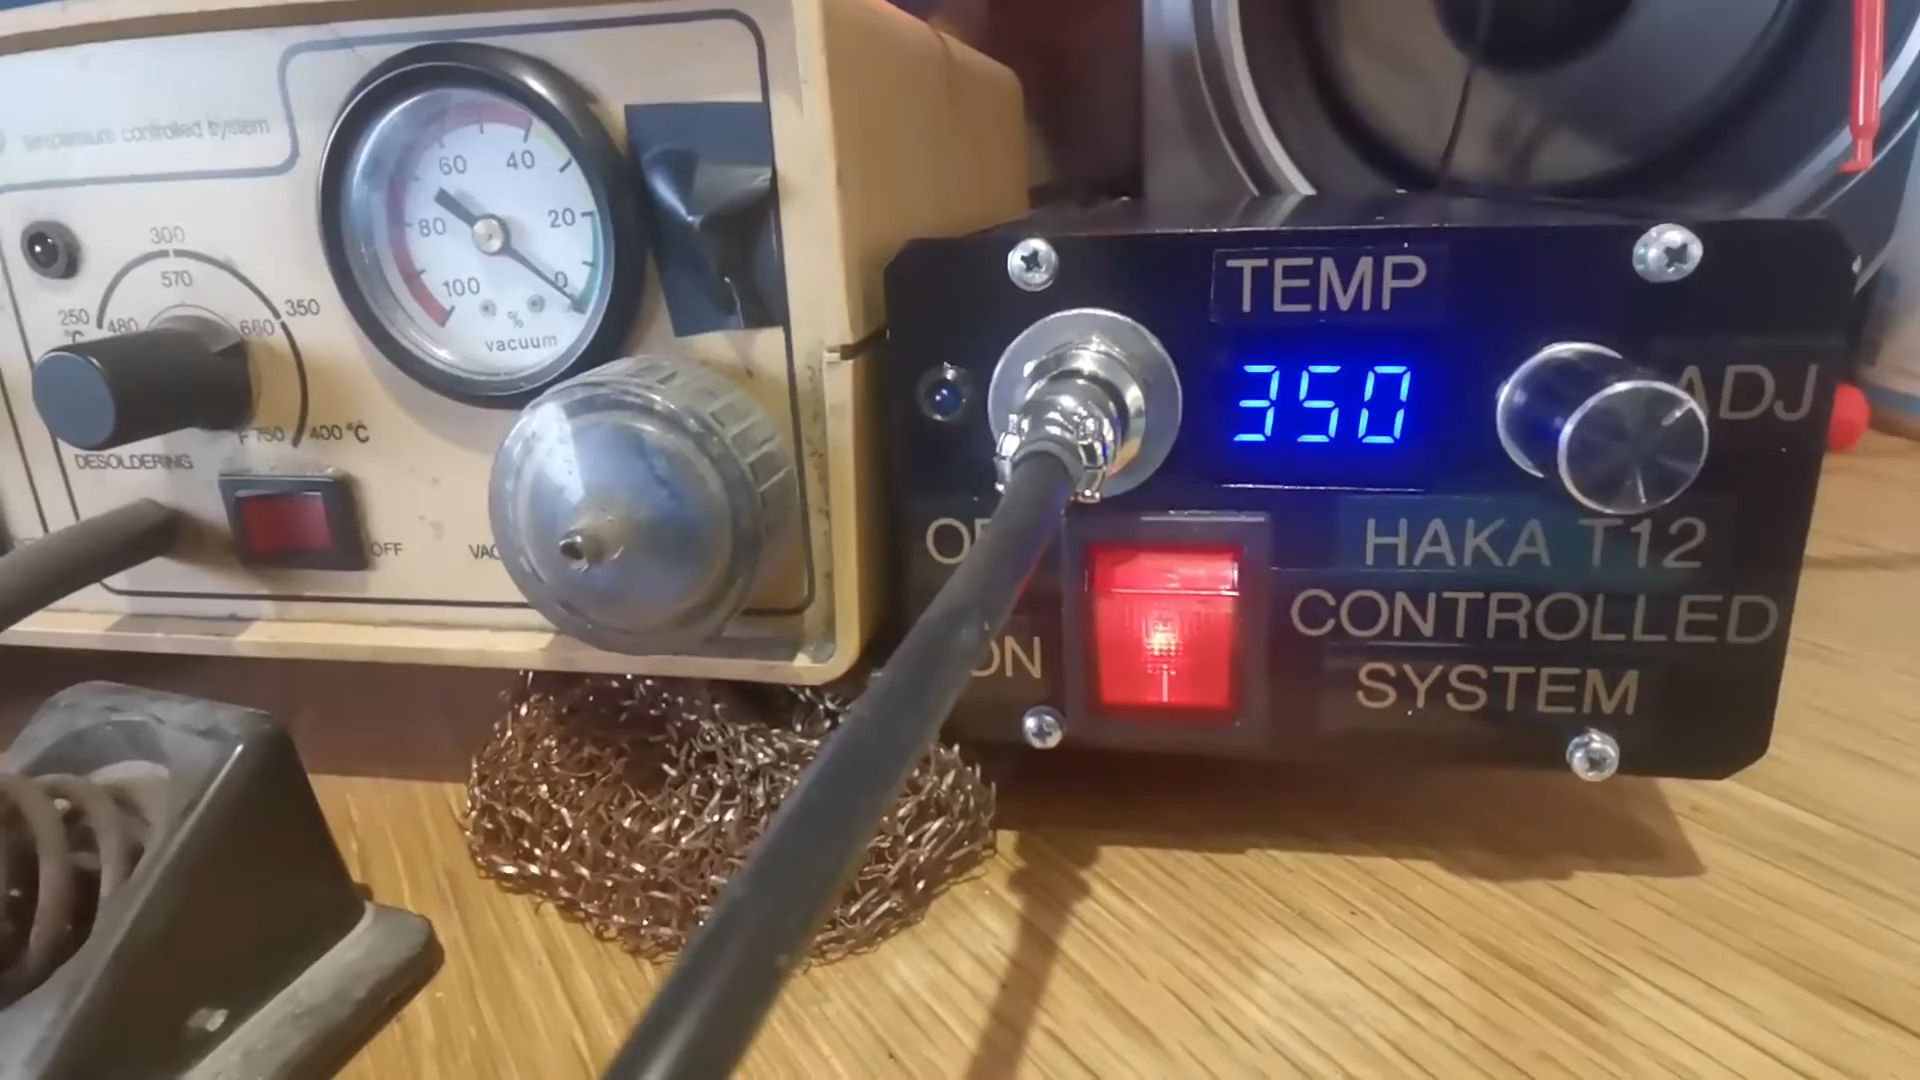 temperature controlled system
300
570
250
°C
480
660
350
F 750
400 °C
DESOLDERING
OFF
60
40
80
20
100
0
%
vacuum
TEMP
350
ADJ
HAKA T12
CONTROLLED
SYSTEM
ON